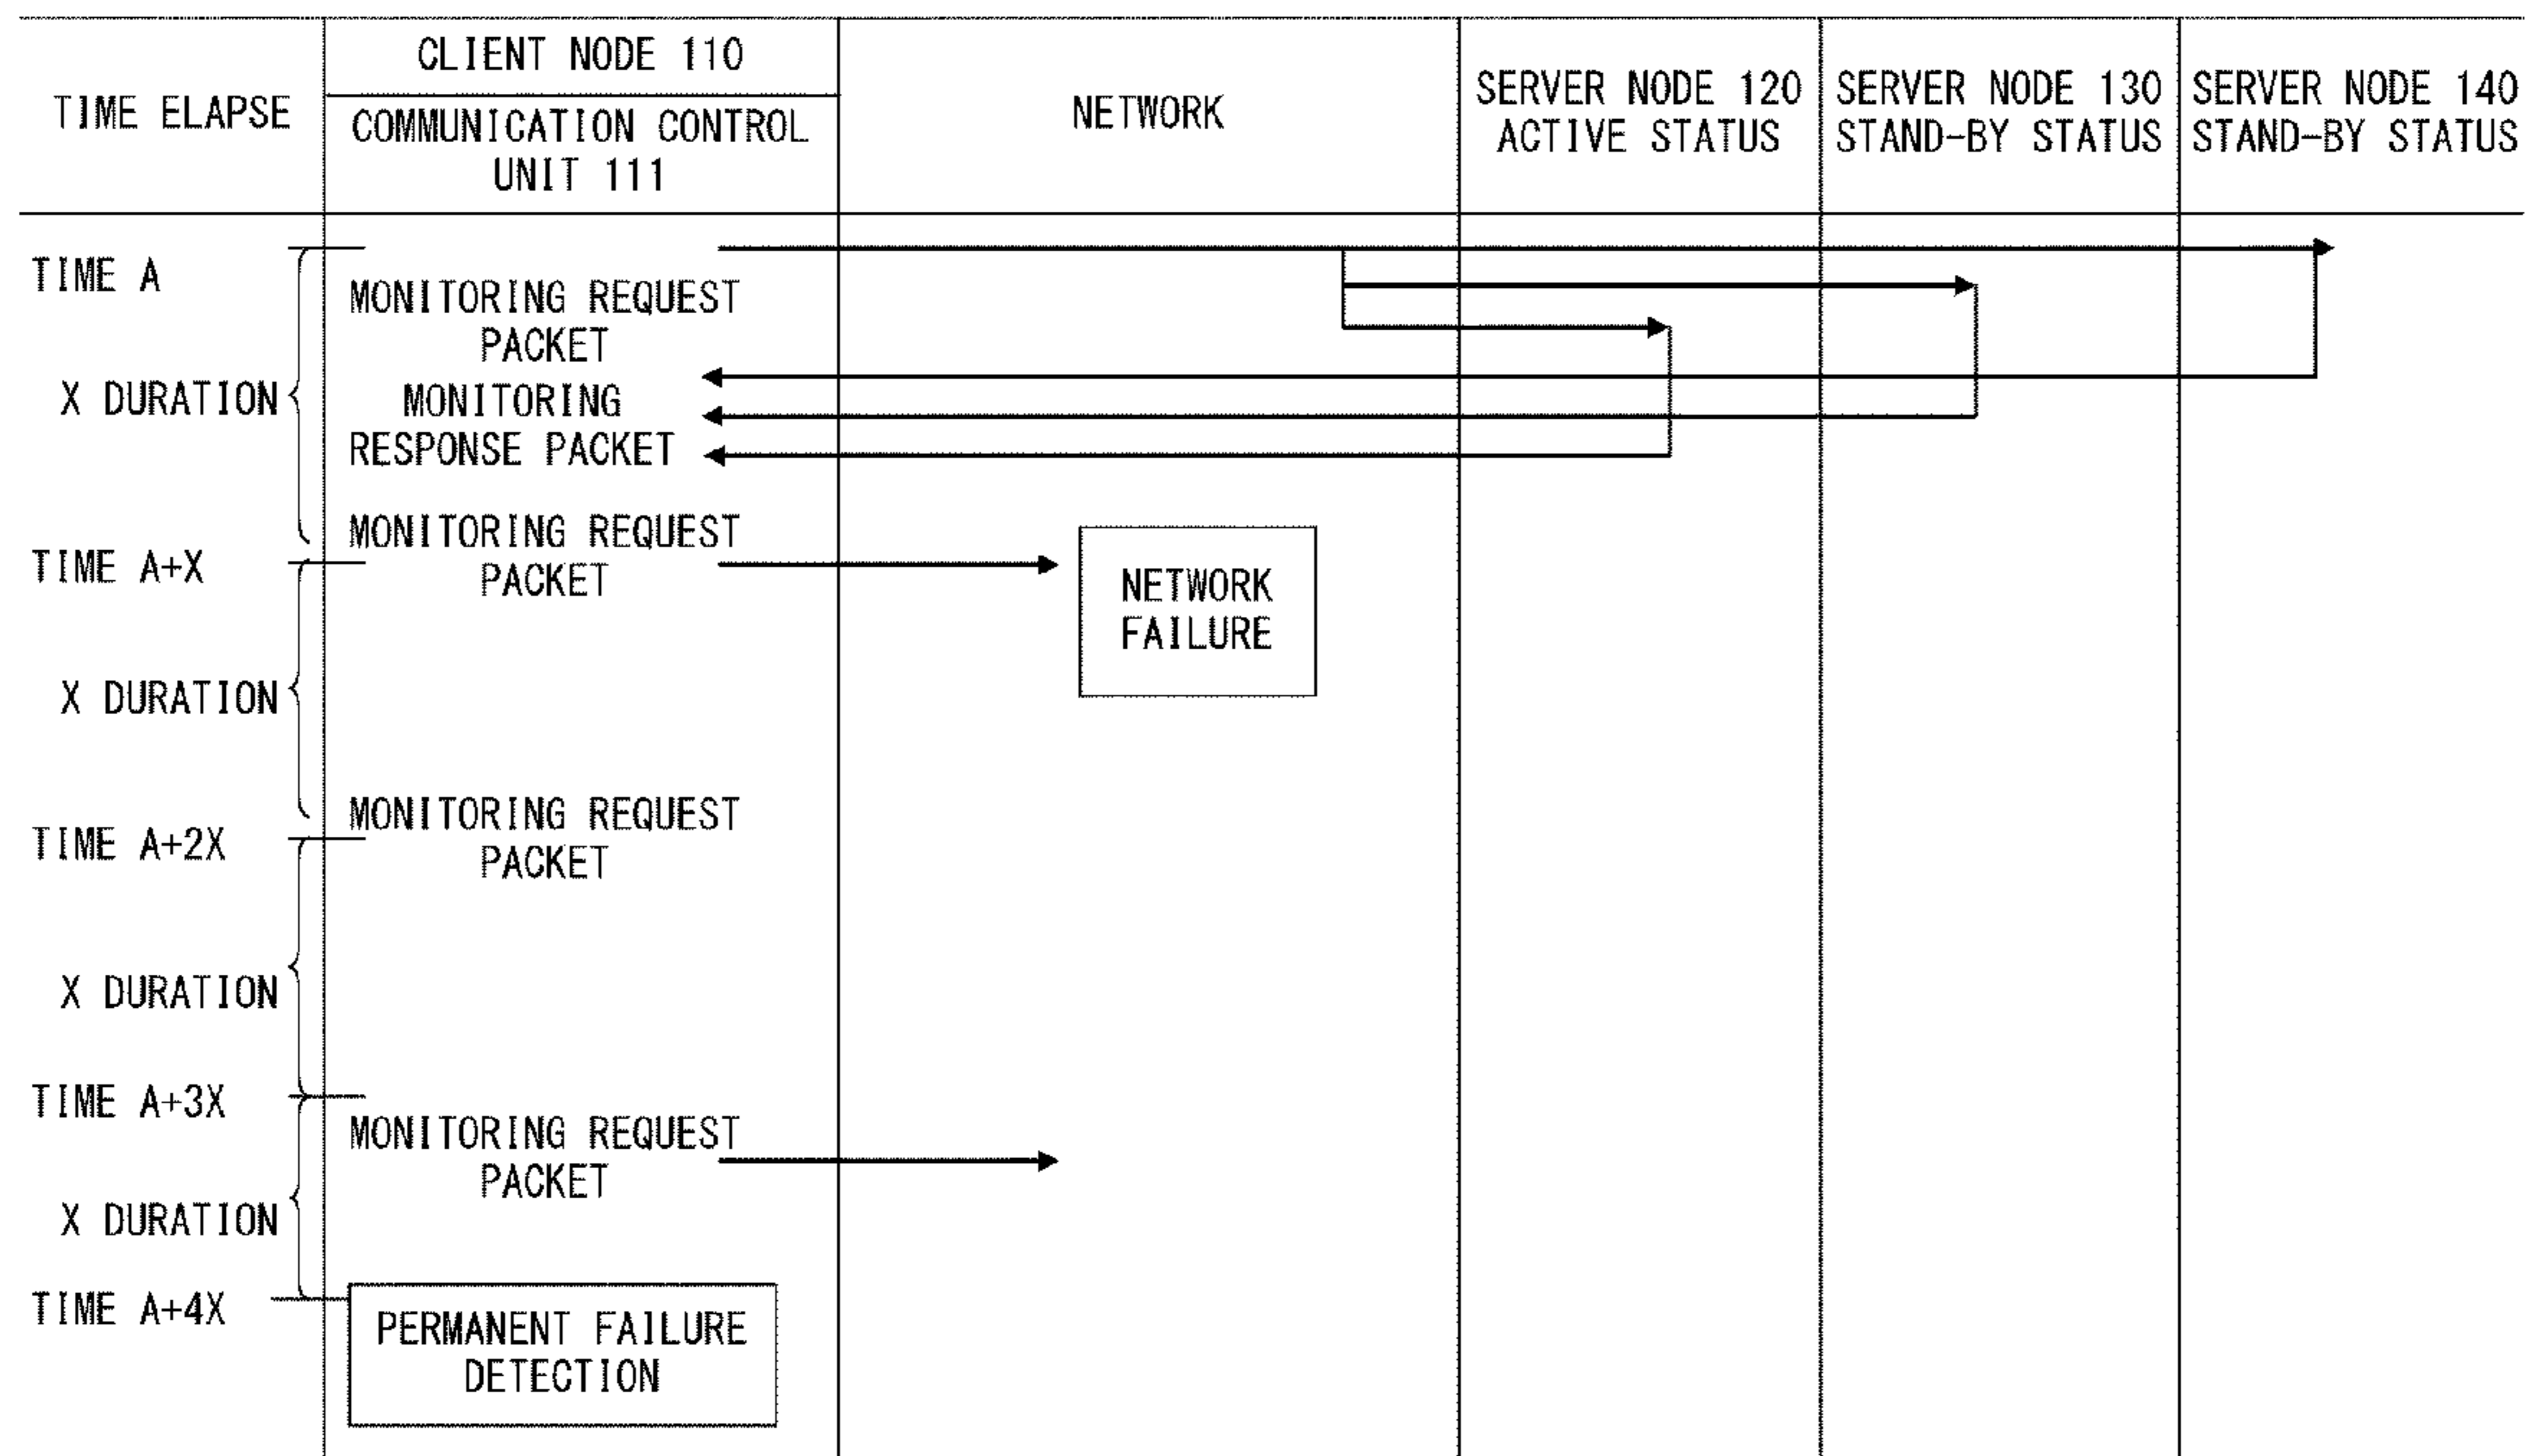 TIME ELAPSE
CLIENT NODE 110
COMMUNICATION CONTROL
UNIT 111
NETWORK
SERVER NODE 120
ACTIVE STATUS
SERVER NODE 130
STAND-BY STATUS
SERVER NODE 140
STAND-BY STATUS
TIME A
MONITORING REQUEST
PACKET
X DURATION
MONITORING
RESPONSE PACKET
TIME A+X
MONITORING REQUEST
PACKET
NETWORK
FAILURE
X DURATION
TIME A+2X
MONITORING REQUEST
PACKET
X DURATION
TIME A+3X
MONITORING REQUEST
PACKET
X DURATION
TIME A+4X
PERMANENT FAILURE
DETECTION